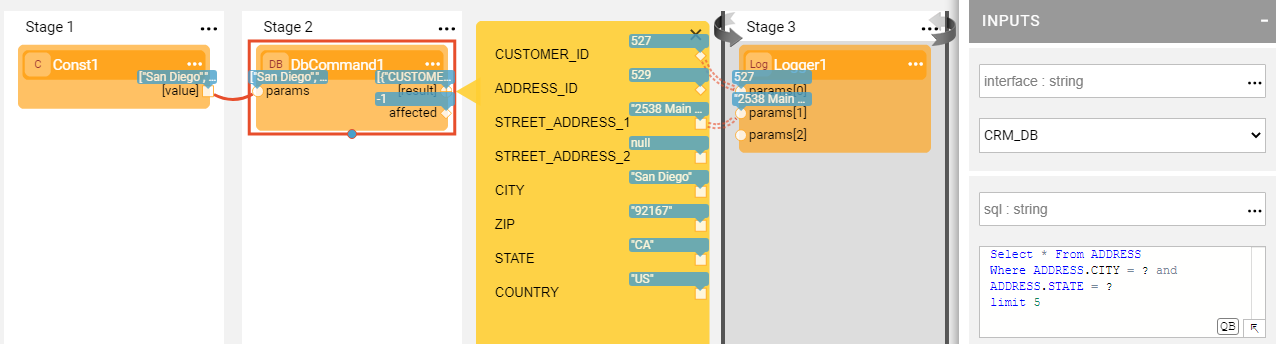 Stage 1
...
C
Const1
...
["San Diego","...
[value]
Stage 2
...
DB
DbCommand1
...
["San Diego","...
params
[{"CUSTOME...
[result]
-1
affected
CUSTOMER_ID
527
ADDRESS_ID
529
STREET_ADDRESS_1
"2538 Main ...
STREET_ADDRESS_2
null
CITY
"San Diego"
ZIP
"92167"
STATE
"CA"
COUNTRY
"US"
Stage 3
...
Log
Logger1
...
527
params[0]
"2538 Main ...
params[1]
params[2]
INPUTS
interface : string
...
CRM_DB
sql : string
...
Select * From ADDRESS
Where ADDRESS.CITY = ? and
ADDRESS.STATE = ?
limit 5
QB